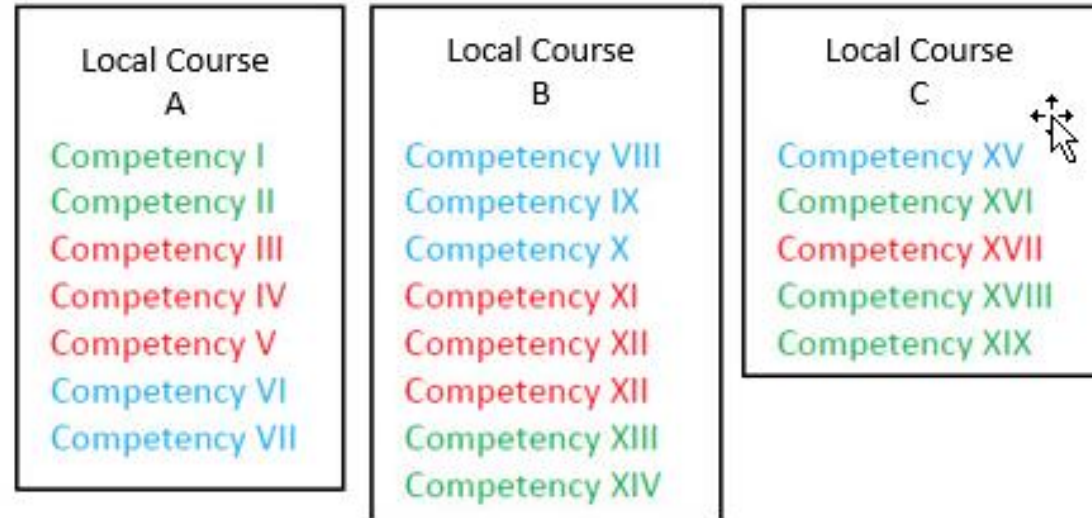 Local Course
A
Competency I
Competency II
Competency III
Competency IV
Competency V
Competency VI
Competency VII
Local Course
B
Competency VIII
Competency IX
Competency X
Competency XI
Competency XII
Competency XII
Competency XIII
Competency XIV
Local Course
C
Competency XV
Competency XVI
Competency XVII
Competency XVIII
Competency XIX